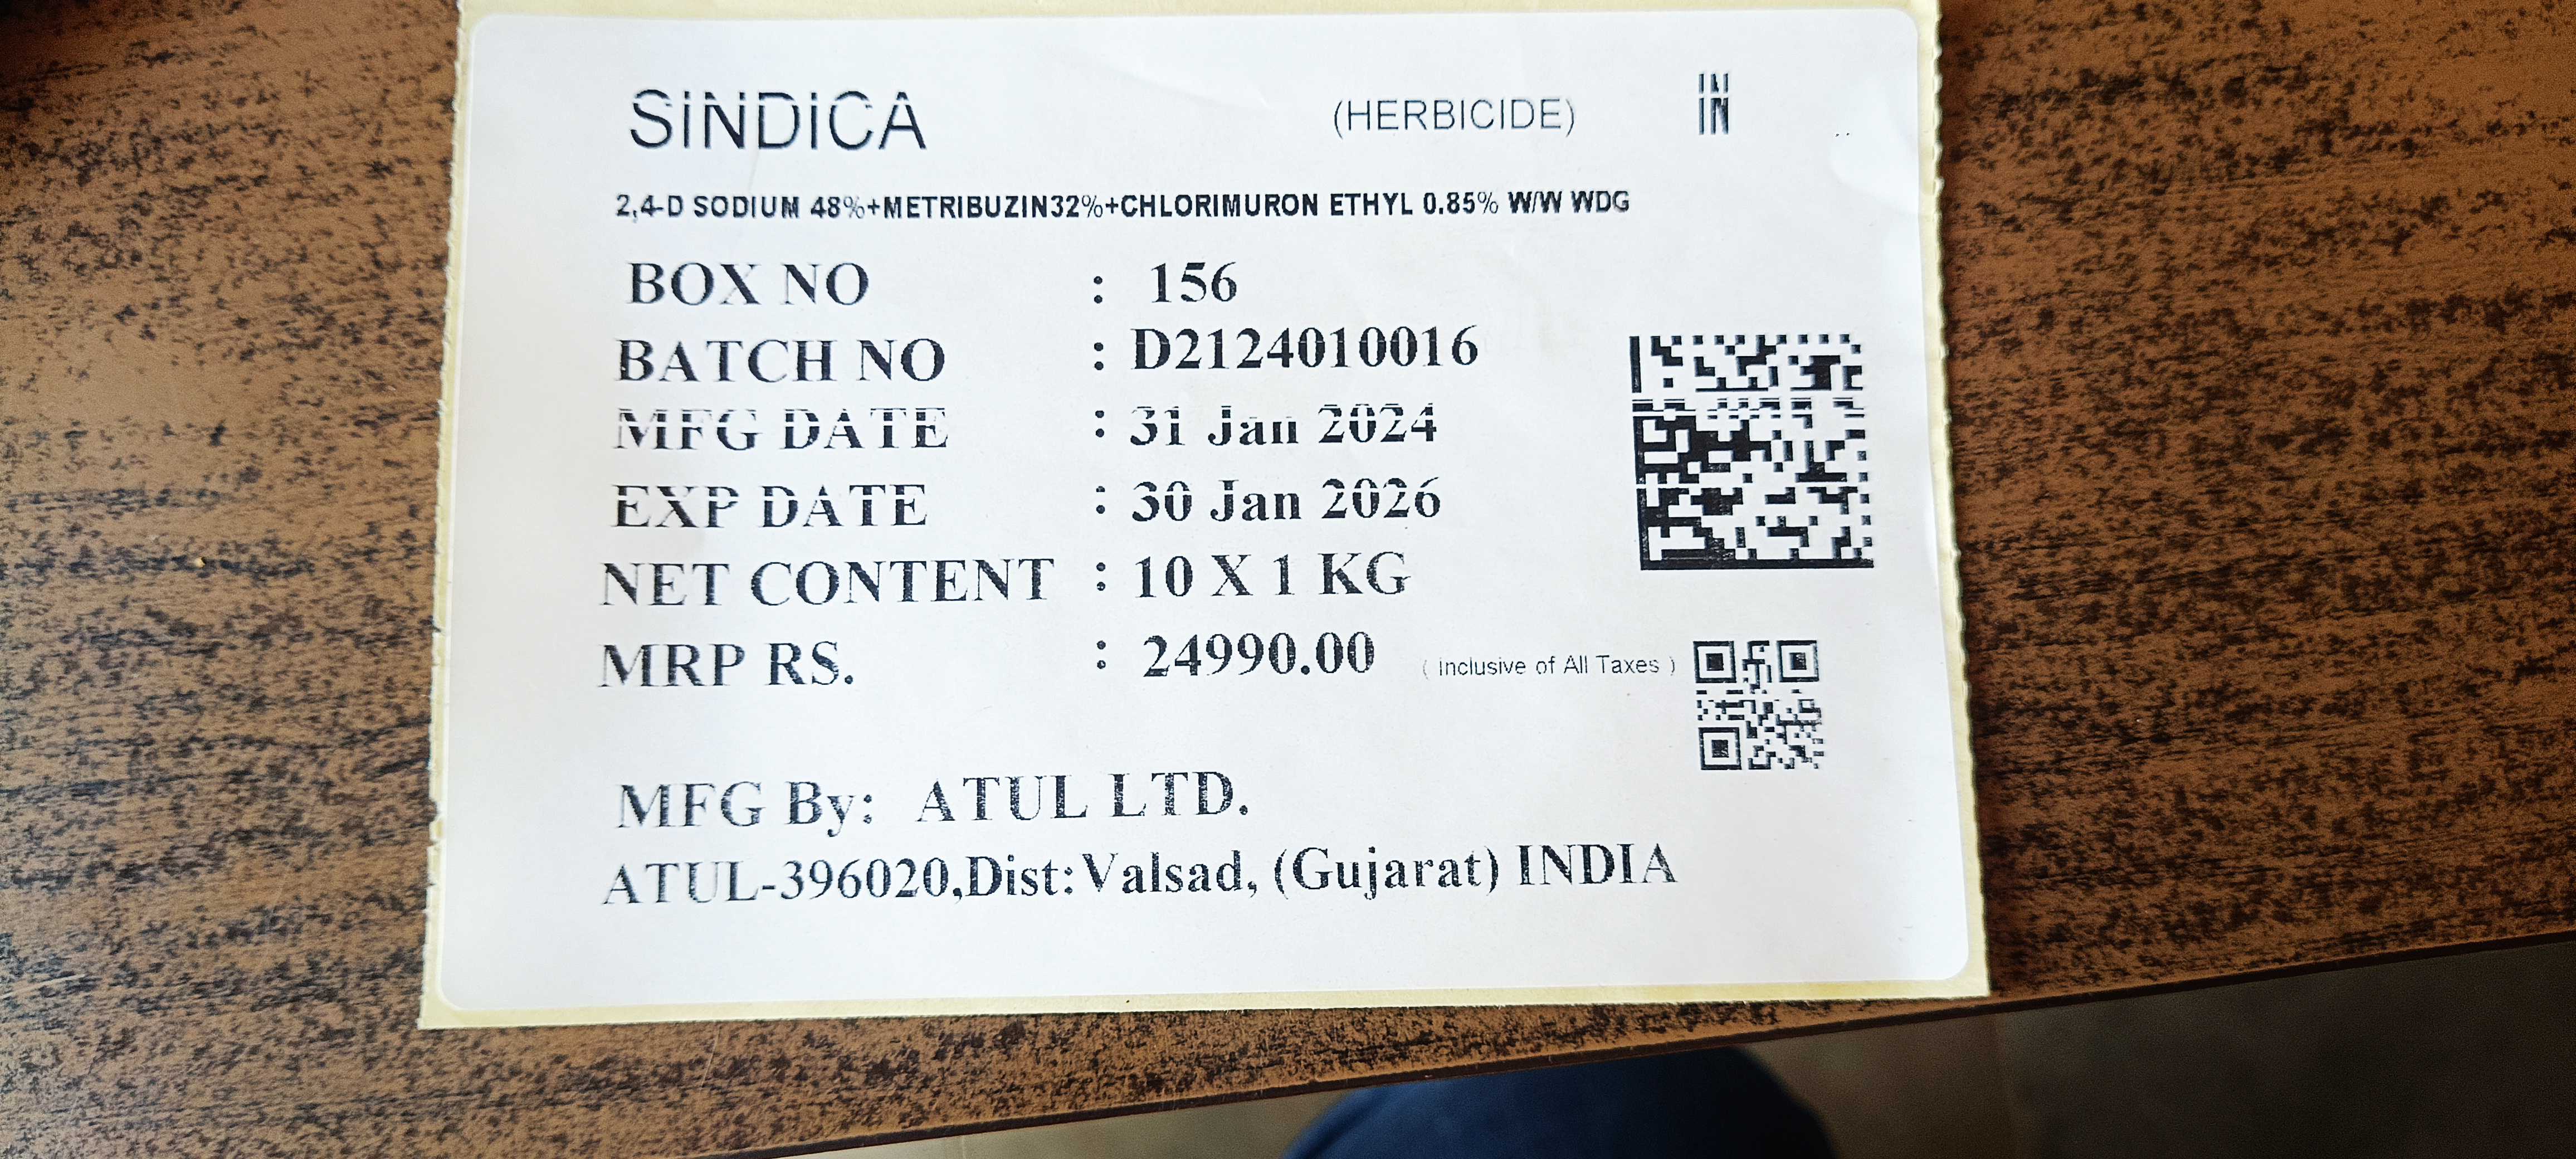 SiNDiCA (HERBICIDE) IN
2,4-D SODIUM 48%+METRIBUZIN32%+CHLORIMURON ETHYL 0.85% W/W WDG
BOX NO : 156
BATCH NO : D2124010016
MFG DATE : 31 Jan 2024
EXP DATE : 30 Jan 2026
NET CONTENT : 10 X 1 KG
MRP RS. : 24990.00 ( Inclusive of All Taxes )
MFG By: ATUL LTD.
ATUL-396020,Dist:Valsad, (Gujarat) INDIA